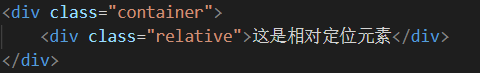 <div class="container">
    <div class="relative">这是相对定位元素</div>
</div>